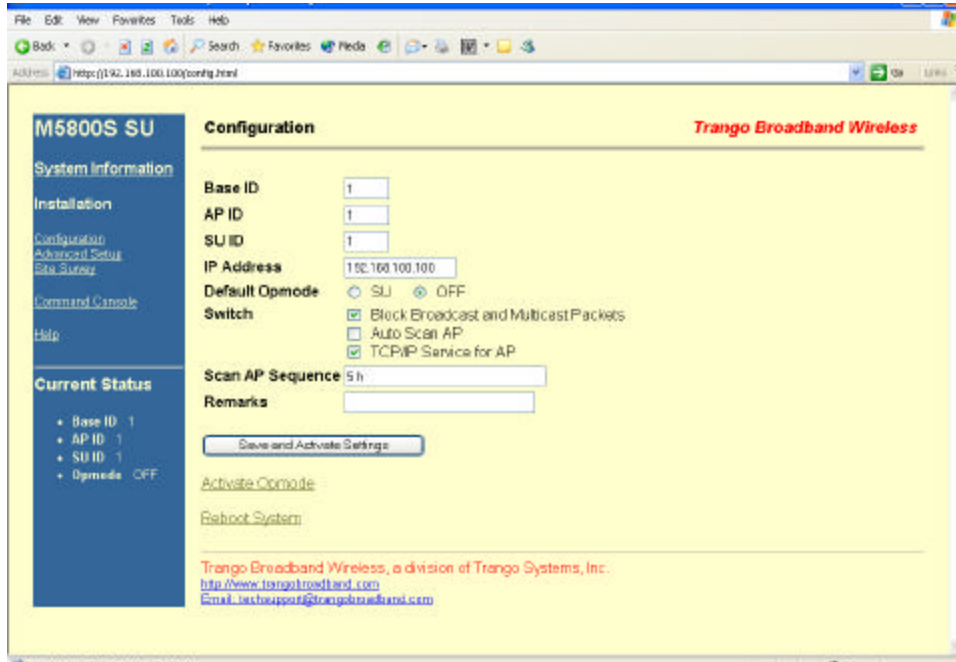 File Edit View Favorites Tools Help
Back Search Favorites Media
Address http://192.168.100.100/config.html Go Links
M5800S SU
System Information
Installation
Configuration
Advanced Setup
Site Survey
Command Console
Help
Current Status
Base ID 1
AP ID 1
SU ID 1
Opmode OFF
Configuration
Trango Broadband Wireless
Base ID 1
AP ID 1
SU ID 1
IP Address 192.168.100.100
Default Opmode SU OFF
Switch Block Broadcast and Multicast Packets
Auto Scan AP
TCP/IP Service for AP
Scan AP Sequence 5 h
Remarks
Save and Activate Settings
Activate Opmode
Reboot System
Trango Broadband Wireless, a division of Trango Systems, Inc.
http://www.trangobroadband.com
Email: techsupport@trangobroadband.com